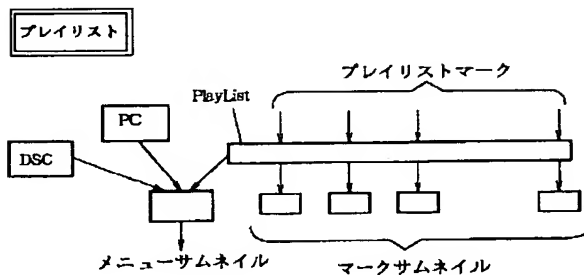 プレイリスト
プレイリストマーク
PlayList
PC
DSC
メニューサムネイル
マークサムネイル